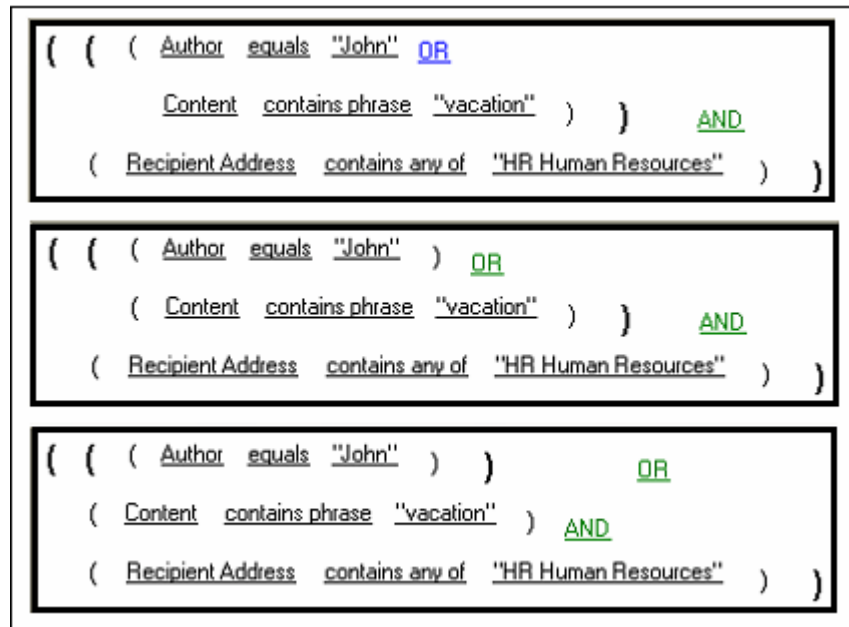 ( ( ( Author equals "John" OR
Content contains phrase "vacation" ) ) AND
( Recipient Address contains any of "HR Human Resources" ) )
( ( ( Author equals "John" ) OR
( Content contains phrase "vacation" ) ) AND
( Recipient Address contains any of "HR Human Resources" ) )
( ( ( Author equals "John" ) ) OR
( Content contains phrase "vacation" ) AND
( Recipient Address contains any of "HR Human Resources" ) )